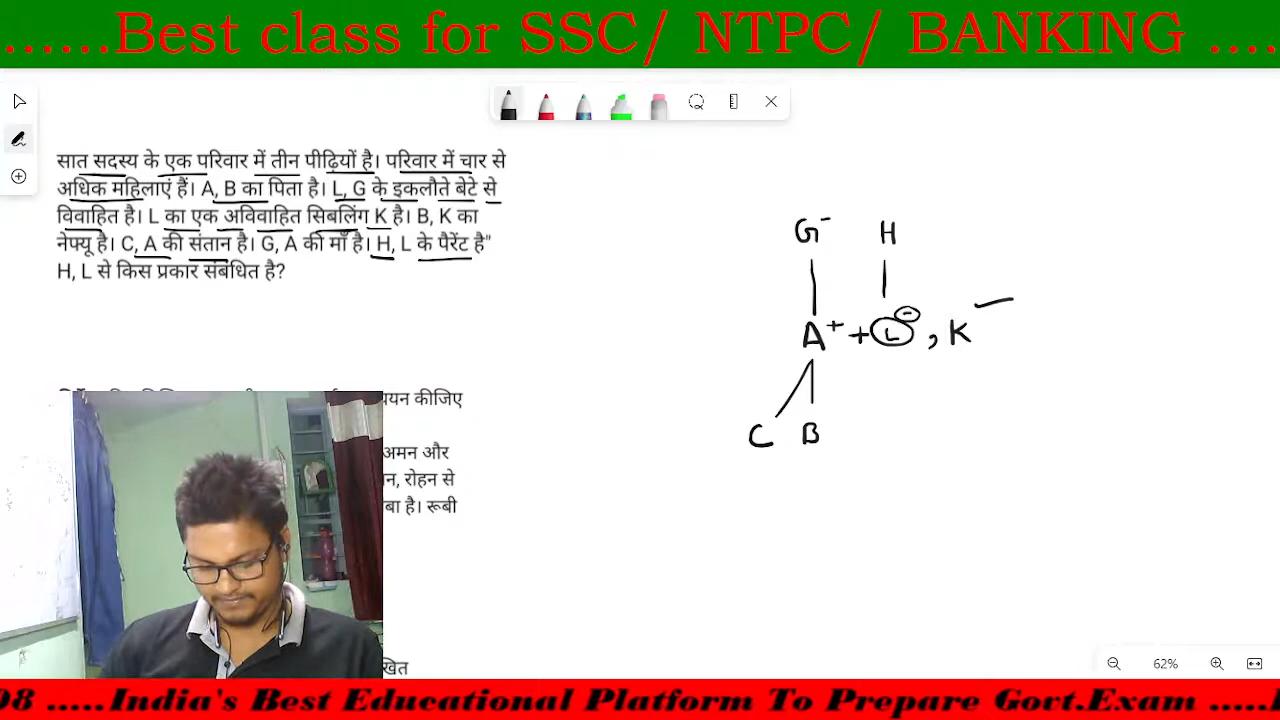 ......Best class for SSC/ NTPC/ BANKING ....
सात सदस्य के एक परिवार में तीन पीढ़ियों है। परिवार में चार से
अधिक महिलाएं हैं। A, B का पिता है। L, G के इकलौते बेटे से
विवाहित है। L का एक अविवाहित सिबलिंग K है। B, K का
नेफ्यू है। C, A की संतान है। G, A की माँ है। H, L के पैरेंट है"
H, L से किस प्रकार संबंधित है?
G⁻ H
A⁺ + L⁻ , K
C B
यन कीजिए
अमन और
न, रोहन से
बा है। रूबी
62%
98 .....India's Best Educational Platform To Prepare Govt.Exam ......